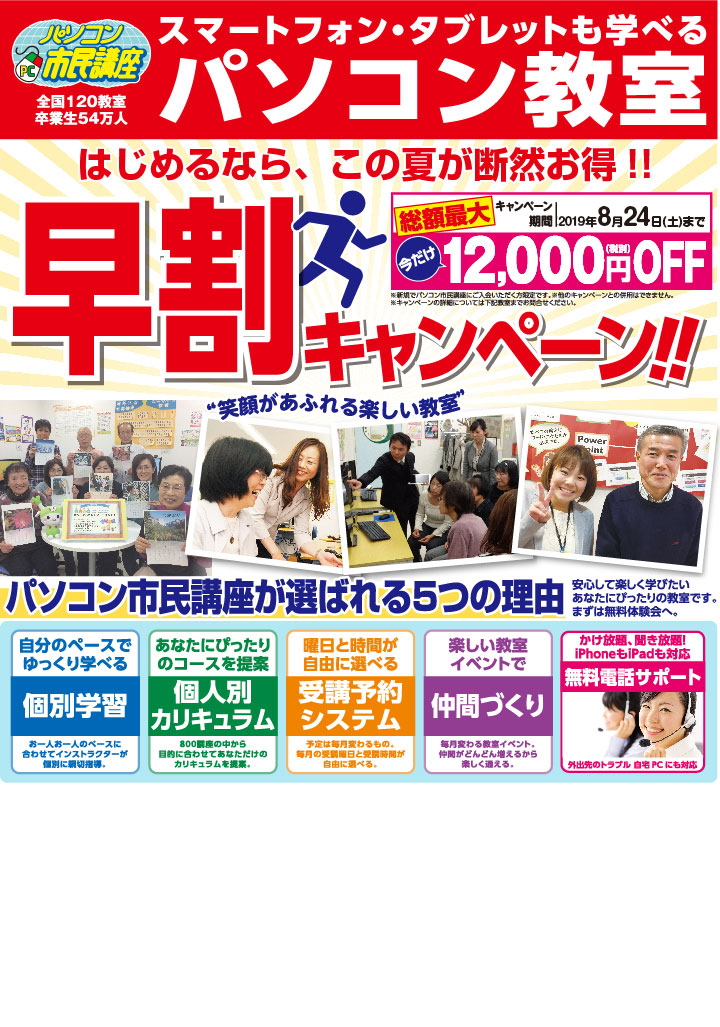 パソコン
市民講座
PC
全国120教室
卒業生54万人
スマートフォン・タブレットも学べる
パソコン教室
はじめるなら、この夏が断然お得!!
早割
キャンペーン!!
総額最大
キャンペーン
期間
2019年8月24日(土)まで
今だけ
12,000円(税別)OFF
※新規でパソコン市民講座にご入会いただく方限定です。※他のキャンペーンとの併用はできません。
※キャンペーンの詳細については下記教室までお問合せください。
“笑顔があふれる楽しい教室”
Power
Point
パソコン市民講座が選ばれる5つの理由
安心して楽しく学びたい
あなたにぴったりの教室です。
まずは無料体験会へ。
自分のペースで
ゆっくり学べる
個別学習
お一人お一人のペースに
合わせてインストラクターが
個別に親切指導。
あなたにぴったり
のコースを提案
個人別
カリキュラム
800講座の中から
目的に合わせてあなただけの
カリキュラムを提案。
曜日と時間が
自由に選べる
受講予約
システム
予定は毎月変わるもの。
毎月の受講曜日と受講時間が
自由に選べる。
楽しい教室
イベントで
仲間づくり
毎月変わる教室イベント。
仲間がどんどん増えるから
楽しく通える。
かけ放題、聞き放題!
iPhoneもiPadも対応
無料電話サポート
外出先のトラブル 自宅PCにも対応